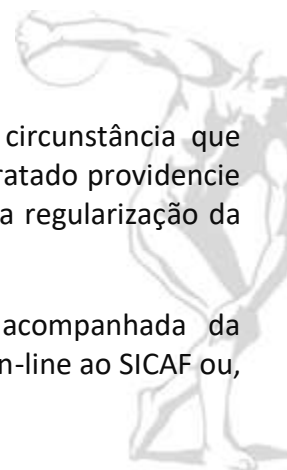 circunstância que
ratado providencie
a regularização da
acompanhada da
n-line ao SICAF ou,